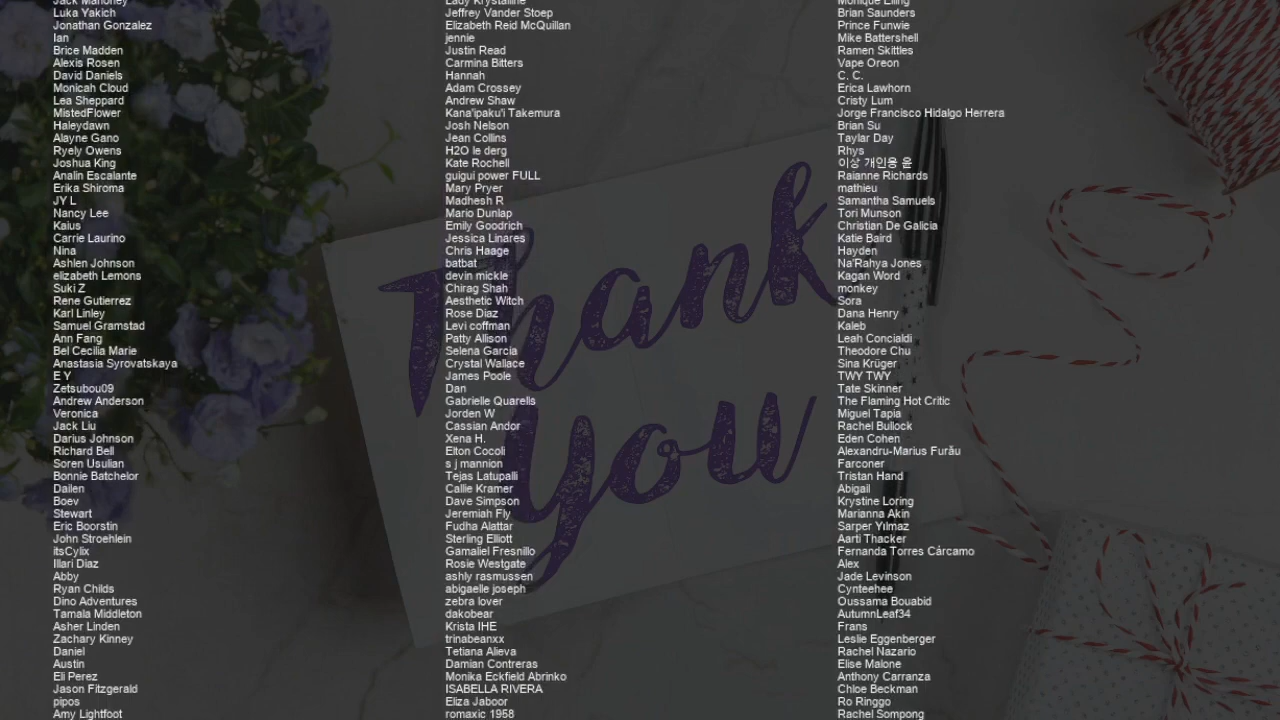 Jack Mahoney
Luka Yakich
Jonathan Gonzalez
Ian
Brice Madden
Alexis Rosen
David Daniels
Monicah Cloud
Lea Sheppard
MistedFlower
Haleydawn
Alayne Gano
Ryely Owens
Joshua King
Analin Escalante
Erika Shiroma
JY L
Nancy Lee
Kaius
Carrie Laurino
Nina
Ashlen Johnson
elizabeth Lemons
Suki Z
Rene Gutierrez
Karl Linley
Samuel Gramstad
Ann Fang
Bel Cecilia Marie
Anastasia Syrovatskaya
E Y
Zetsubou09
Andrew Anderson
Veronica
Jack Liu
Darius Johnson
Richard Bell
Soren Usulian
Bonnie Batchelor
Dailen
Boev
Stewart
Eric Boorstin
John Stroehlein
itsCylix
Illari Diaz
Abby
Ryan Childs
Dino Adventures
Tamala Middleton
Asher Linden
Zachary Kinney
Daniel
Austin
Eli Perez
Jason Fitzgerald
pipos
Amy Lightfoot
Lady Krystalline
Jeffrey Vander Stoep
Elizabeth Reid McQuillan
jennie
Justin Read
Carmina Bitters
Hannah
Adam Crossey
Andrew Shaw
Kana'ipaku'i Takemura
Josh Nelson
Jean Collins
H2O le derg
Kate Rochell
guigui power FULL
Mary Pryer
Madhesh R
Mario Dunlap
Emily Goodrich
Jessica Linares
Chris Haage
batbat
devin mickle
Chirag Shah
Aesthetic Witch
Rose Diaz
Levi coffman
Patty Allison
Selena Garcia
Crystal Wallace
James Poole
Dan
Gabrielle Quarells
Jorden W
Cassian Andor
Xena H.
Elton Cocoli
s j mannion
Tejas Latupalli
Callie Kramer
Dave Simpson
Jeremiah Fly
Fudha Alattar
Sterling Elliott
Gamaliel Fresnillo
Rosie Westgate
ashly rasmussen
abigaelle joseph
zebra lover
dakobear
Krista IHE
trinabeanxx
Tetiana Alieva
Damian Contreras
Monika Eckfield Abrinko
ISABELLA RIVERA
Eliza Jaboor
romaxic 1958
Monique Eiling
Brian Saunders
Prince Funwie
Mike Battershell
Ramen Skittles
Vape Oreon
C. C.
Erica Lawhorn
Cristy Lum
Jorge Francisco Hidalgo Herrera
Brian Su
Taylar Day
Rhys
이상 개인용 윤
Raianne Richards
mathieu
Samantha Samuels
Tori Munson
Christian De Galicia
Katie Baird
Hayden
Na'Rahya Jones
Kagan Word
monkey
Sora
Dana Henry
Kaleb
Leah Concialdi
Theodore Chu
Sina Krüger
TWY TWY
Tate Skinner
The Flaming Hot Critic
Miguel Tapia
Rachel Bullock
Eden Cohen
Alexandru-Marius Furău
Farconer
Tristan Hand
Abigail
Krystine Loring
Marianna Akin
Sarper Yılmaz
Aarti Thacker
Fernanda Torres Cárcamo
Alex
Jade Levinson
Cynteehee
Oussama Bouabid
AutumnLeaf34
Frans
Leslie Eggenberger
Rachel Nazario
Elise Malone
Anthony Carranza
Chloe Beckman
Ro Ringgo
Rachel Sompong
Thank
you